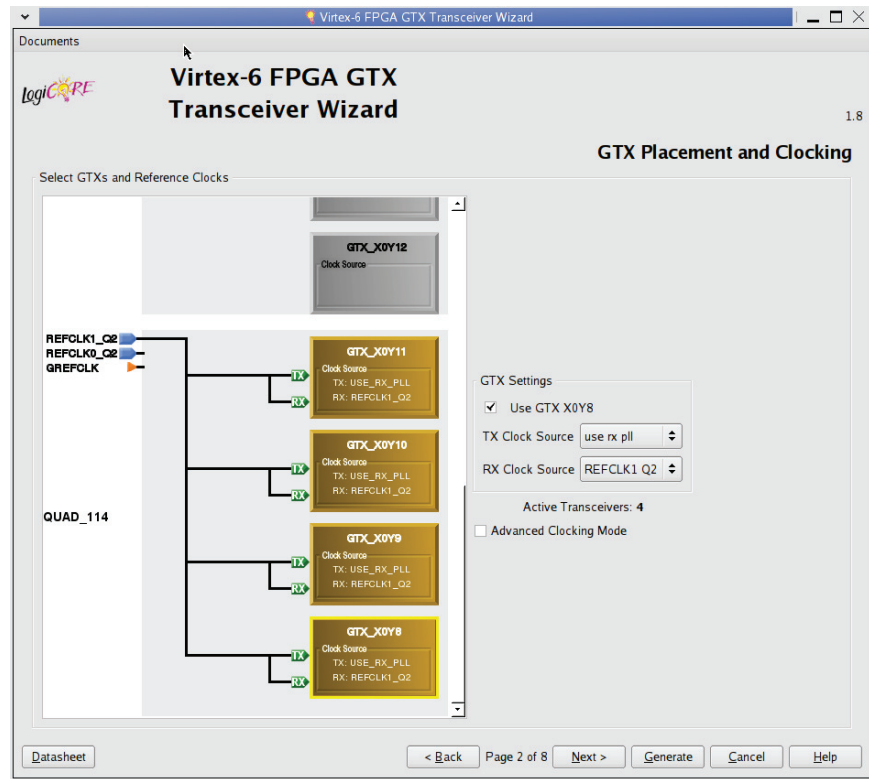 Virtex-6 FPGA GTX Transceiver Wizard
Documents
logiCORE
Virtex-6 FPGA GTX
Transceiver Wizard
1.8
GTX Placement and Clocking
Select GTXs and Reference Clocks
GTX_X0Y12
Clock Source
REFCLK1_Q2
REFCLK0_Q2
GREFCLK
QUAD_114
GTX_X0Y11
Clock Source
TX TX: USE_RX_PLL
RX RX: REFCLK1_Q2
GTX_X0Y10
Clock Source
TX TX: USE_RX_PLL
RX RX: REFCLK1_Q2
GTX_X0Y9
Clock Source
TX TX: USE_RX_PLL
RX RX: REFCLK1_Q2
GTX_X0Y8
Clock Source
TX TX: USE_RX_PLL
RX RX: REFCLK1_Q2
GTX Settings
Use GTX X0Y8
TX Clock Source use rx pll
RX Clock Source REFCLK1 Q2
Active Transceivers: 4
Advanced Clocking Mode
Datasheet < Back Page 2 of 8 Next > Generate Cancel Help